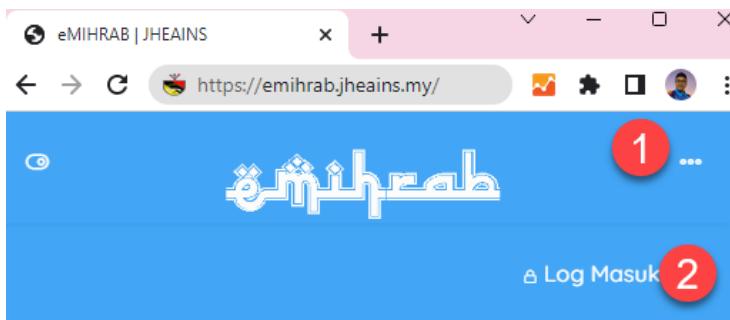 eMIHRAB | JHEAINS
https://emihrab.jheains.my/
1
emihrab
Log Masuk
2